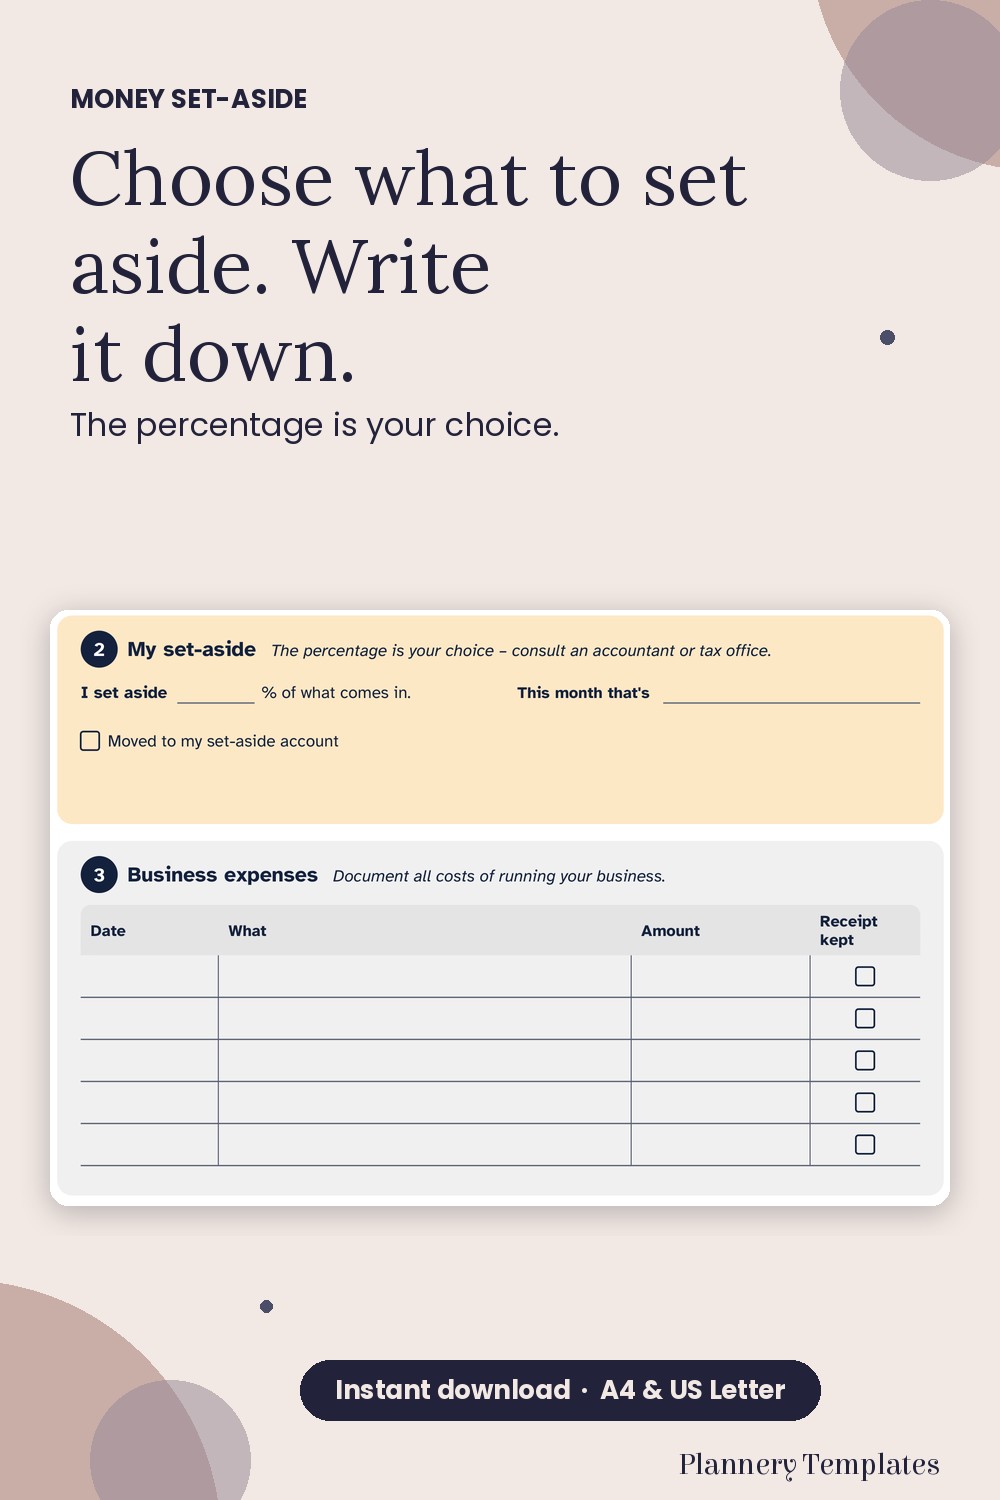 MONEY SET-ASIDE
Choose what to set
aside. Write
it down.
The percentage is your choice.
2 My set-aside The percentage is your choice – consult an accountant or tax office.
I set aside % of what comes in. This month that's
Moved to my set-aside account
3 Business expenses Document all costs of running your business.
Date What Amount Receipt
kept
Instant download · A4 & US Letter
Plannery Templates